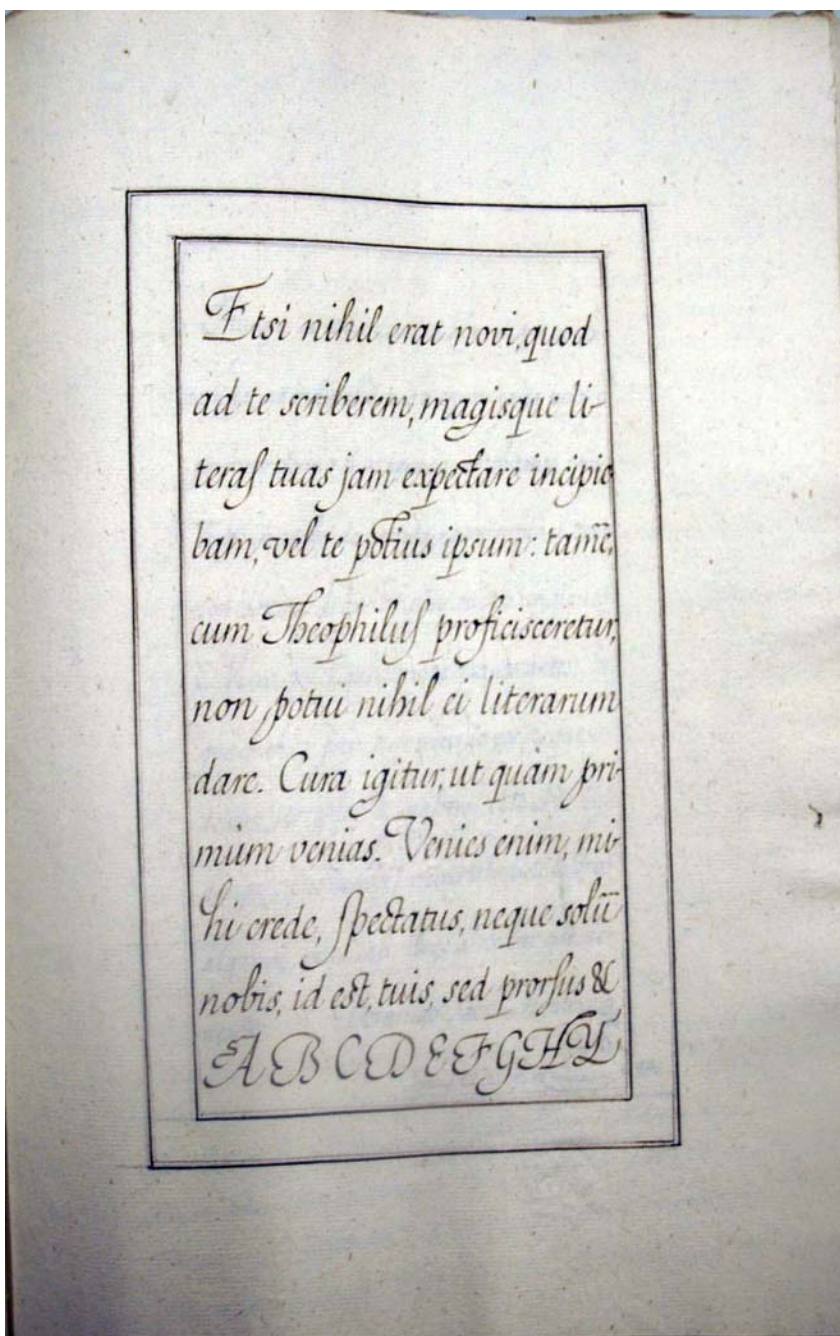 Etsi nihil erat novi, quod
ad te scriberem, magisque li-
teraſ tuas jam expectare incipie
bam, vel te potius ipsum: tamē,
cum Theophiluſ proficisceretur,
non potui nihil ei literarum
dare. Cura igitur, ut quam pri-
mum venias. Venies enim, mi-
hi crede, ſpectatus, neque solū
nobis, id est, tuis, sed prorſus &
A B C D E F G H Y